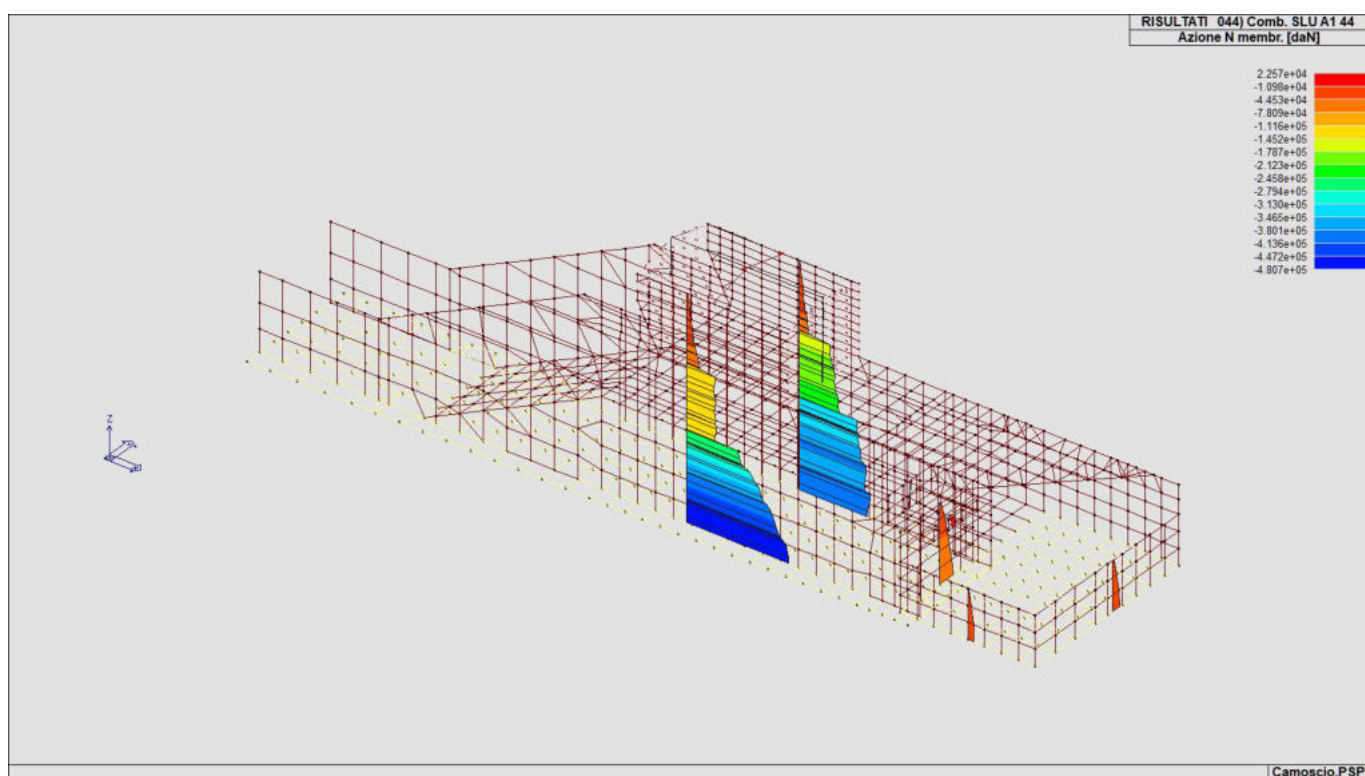 RISULTATI 044) Comb. SLU A1 44
Azione N membr. [daN]
2.257e+04
-1.098e+04
-4.453e+04
-7.809e+04
-1.116e+05
-1.452e+05
-1.787e+05
-2.123e+05
-2.458e+05
-2.794e+05
-3.130e+05
-3.465e+05
-3.801e+05
-4.136e+05
-4.472e+05
-4.807e+05
Z
Camoscio.PSP